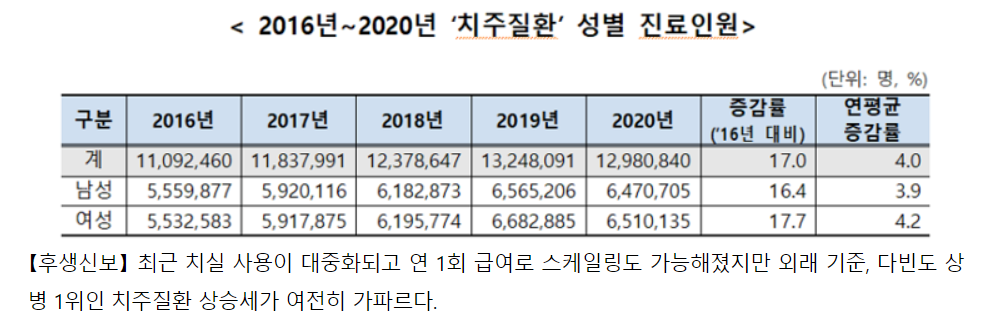 < 2016년~2020년 ‘치주질환’ 성별 진료인원>
(단위: 명, %)
구분 2016년 2017년 2018년 2019년 2020년 증감률 (‘16년 대비) 연평균 증감률
계 11,092,460 11,837,991 12,378,647 13,248,091 12,980,840 17.0 4.0
남성 5,559,877 5,920,116 6,182,873 6,565,206 6,470,705 16.4 3.9
여성 5,532,583 5,917,875 6,195,774 6,682,885 6,510,135 17.7 4.2
【후생신보】 최근 치실 사용이 대중화되고 연 1회 급여로 스케일링도 가능해졌지만 외래 기준, 다빈도 상
병 1위인 치주질환 상승세가 여전히 가파르다.